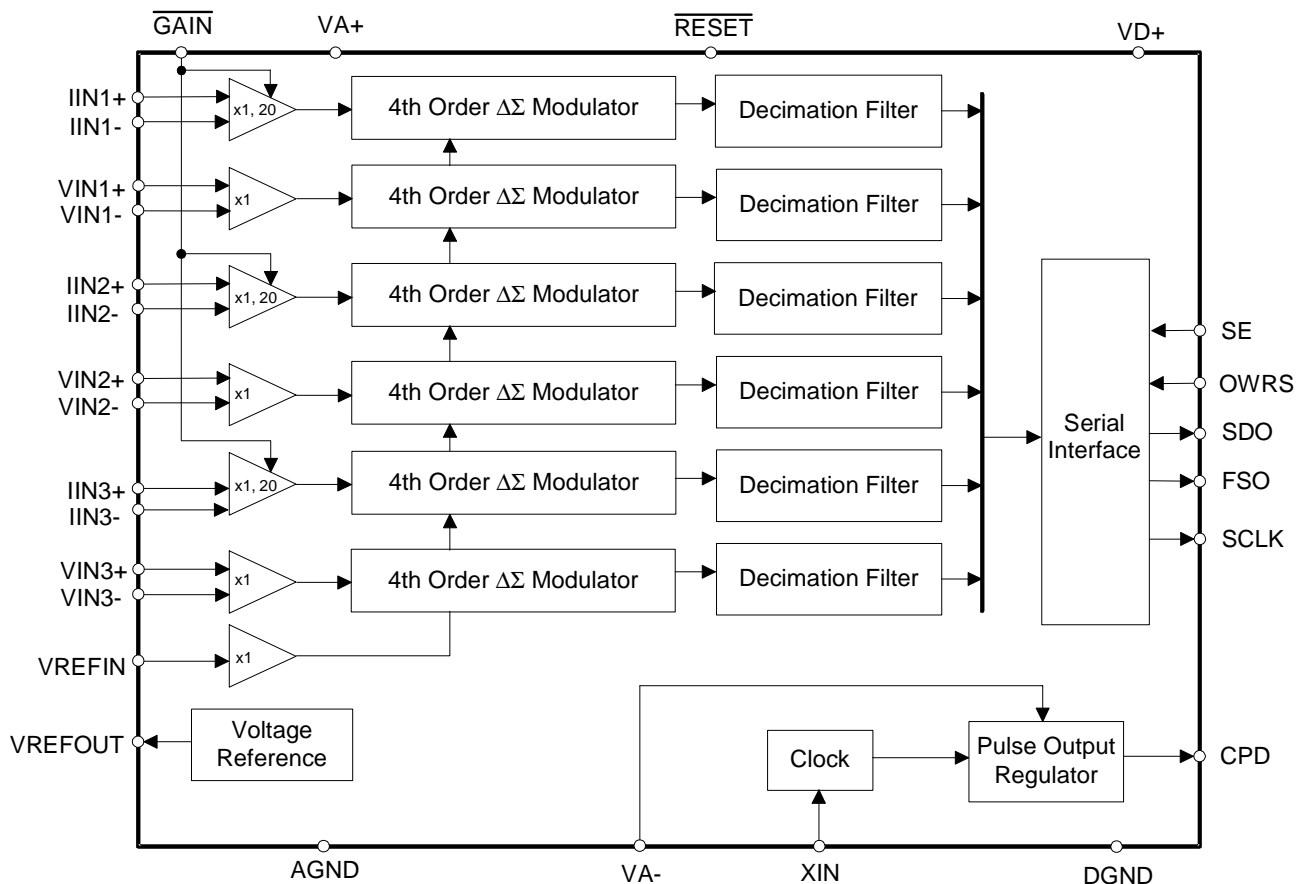 GAIN
VA+
RESET
VD+
IIN1+
IIN1-
x1, 20
4th Order ΔΣ Modulator
Decimation Filter
VIN1+
VIN1-
x1
4th Order ΔΣ Modulator
Decimation Filter
IIN2+
IIN2-
x1, 20
4th Order ΔΣ Modulator
Decimation Filter
VIN2+
VIN2-
x1
4th Order ΔΣ Modulator
Decimation Filter
IIN3+
IIN3-
x1, 20
4th Order ΔΣ Modulator
Decimation Filter
VIN3+
VIN3-
x1
4th Order ΔΣ Modulator
Decimation Filter
Serial
Interface
SE
OWRS
SDO
FSO
SCLK
VREFIN
x1
VREFOUT
Voltage
Reference
Clock
Pulse Output
Regulator
CPD
AGND
VA-
XIN
DGND